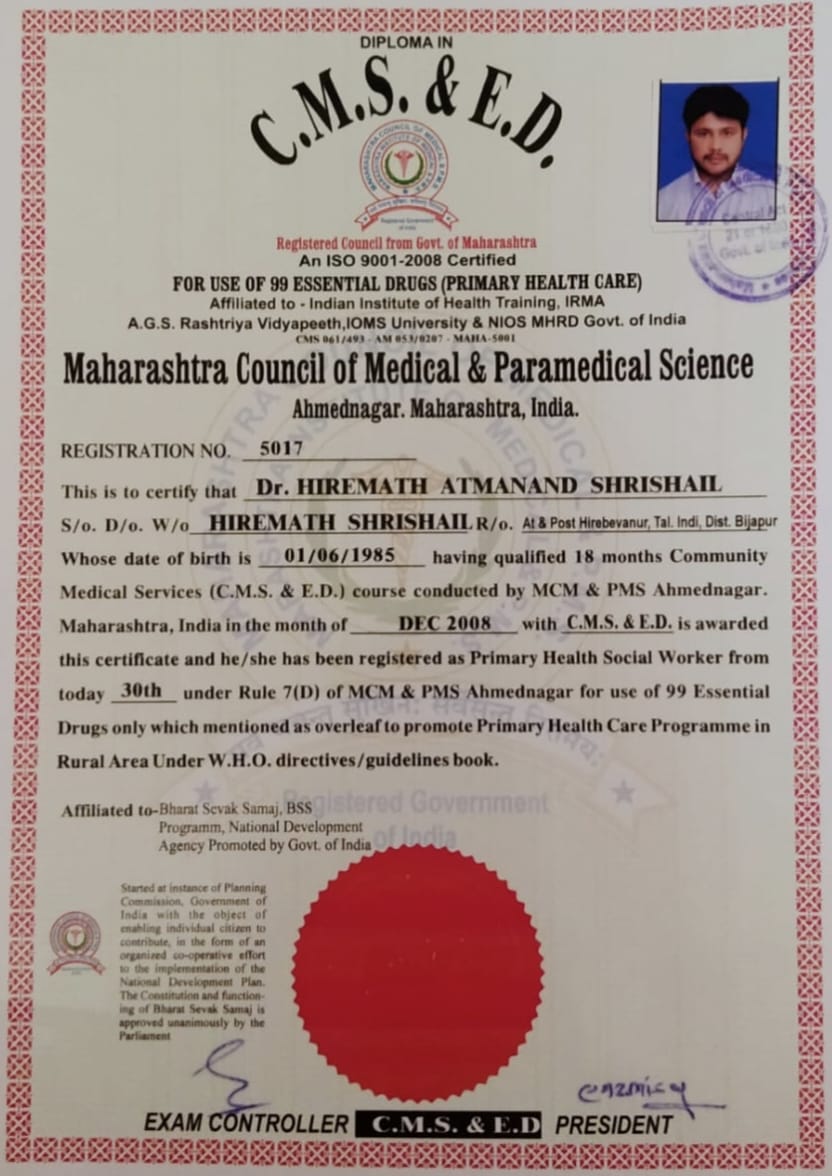 DIPLOMA IN
C.M.S. & E.D.
Registered Council from Govt. of Maharashtra
An ISO 9001-2008 Certified
FOR USE OF 99 ESSENTIAL DRUGS (PRIMARY HEALTH CARE)
Affiliated to - Indian Institute of Health Training, IRMA
A.G.S. Rashtriya Vidyapeeth,IOMS University & NIOS MHRD Govt. of India
CMS 061/493 - AM 053/0207 - MAHA-5001
Maharashtra Council of Medical & Paramedical Science
Ahmednagar. Maharashtra, India.
REGISTRATION NO. 5017
This is to certify that Dr. HIREMATH ATMANAND SHRISHAIL
S/o. D/o. W/o HIREMATH SHRISHAIL R/o. At & Post Hirebevanur, Tal. Indi, Dist. Bijapur
Whose date of birth is 01/06/1985 having qualified 18 months Community
Medical Services (C.M.S. & E.D.) course conducted by MCM & PMS Ahmednagar.
Maharashtra, India in the month of DEC 2008 with C.M.S. & E.D. is awarded
this certificate and he/she has been registered as Primary Health Social Worker from
today 30th under Rule 7(D) of MCM & PMS Ahmednagar for use of 99 Essential
Drugs only which mentioned as overleaf to promote Primary Health Care Programme in
Rural Area Under W.H.O. directives/guidelines book.
Registered Government
of India
Affiliated to-Bharat Sevak Samaj, BSS
Programm, National Development
Agency Promoted by Govt. of India
Started at instance of Planning
Commission, Government of
India with the object of
enabling individual citizen to
contribute, in the form of an
organized co-operative effort
to the implementation of the
National Development Plan.
The Constitution and function-
ing of Bharat Sevak Samaj is
approved unanimously by the
Parliament
EXAM CONTROLLER C.M.S. & E.D PRESIDENT